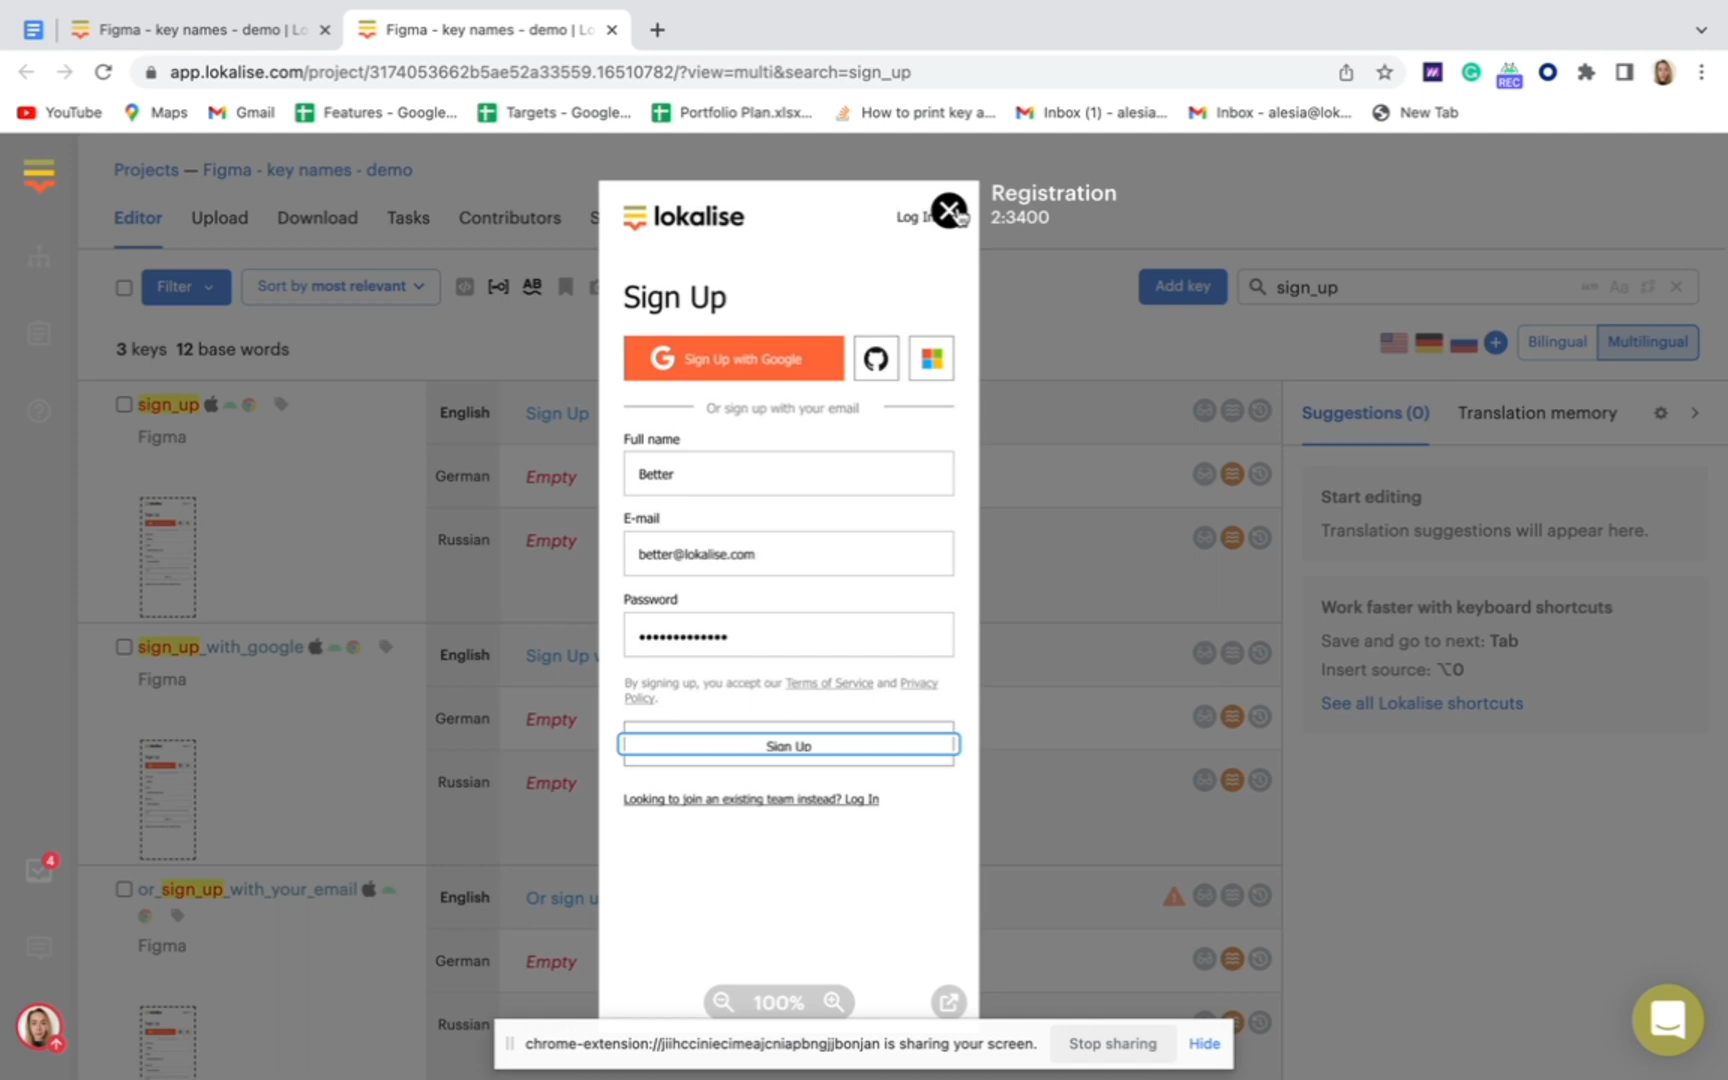 Figma - key names - demo | Lo
Figma - key names - demo | Lo
app.lokalise.com/project/3174053662b5ae52a33559.16510782/?view=multi&search=sign_up
REC
YouTube
Maps
Gmail
Features - Google...
Targets - Google...
Portfolio Plan.xlsx...
How to print key a...
Inbox (1) - alesia...
Inbox - alesia@lok...
New Tab
Projects — Figma - key names - demo
Editor
Upload
Download
Tasks
Contributors
S
Filter
Sort by most relevant
AB
Add key
sign_up
Aa
3 keys 12 base words
Bilingual
Multilingual
sign_up
Figma
English
Sign Up
German
Empty
Russian
Empty
sign_up_with_google
Figma
English
Sign Up w
German
Empty
Russian
Empty
or_sign_up_with_your_email
Figma
English
Or sign u
German
Empty
Russian
4
lokalise
Log In
Registration
2:3400
Sign Up
Sign Up with Google
Or sign up with your email
Full name
Better
E-mail
better@lokalise.com
Password
•••••••••••••
By signing up, you accept our Terms of Service and Privacy
Policy.
Sign Up
Looking to join an existing team instead? Log In
100%
Suggestions (0)
Translation memory
Start editing
Translation suggestions will appear here.
Work faster with keyboard shortcuts
Save and go to next: Tab
Insert source: ⌥0
See all Lokalise shortcuts
chrome-extension://jiihcciniecimeajcniapbngjjbonjan is sharing your screen.
Stop sharing
Hide